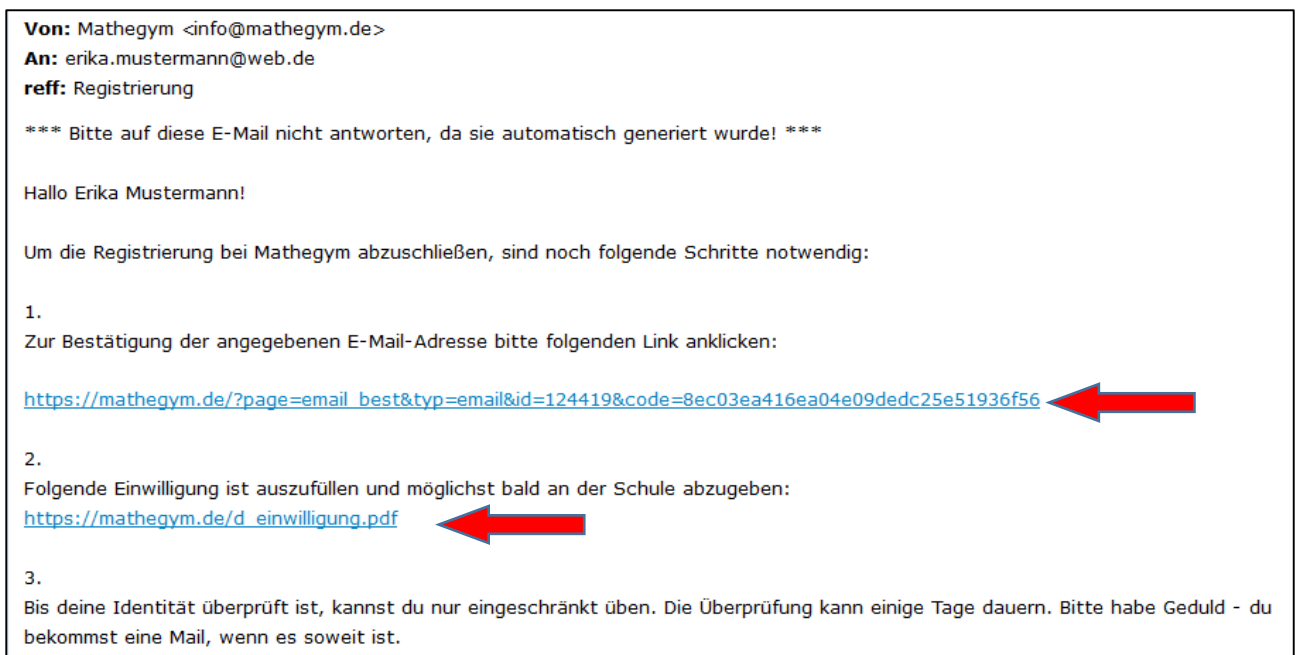 Von: Mathegym <info@mathegym.de>
An: erika.mustermann@web.de
reff: Registrierung
*** Bitte auf diese E-Mail nicht antworten, da sie automatisch generiert wurde! ***
Hallo Erika Mustermann!
Um die Registrierung bei Mathegym abzuschließen, sind noch folgende Schritte notwendig:
1.
Zur Bestätigung der angegebenen E-Mail-Adresse bitte folgenden Link anklicken:
https://mathegym.de/?page=email_best&typ=email&id=124419&code=8ec03ea416ea04e09dedc25e51936f56
2.
Folgende Einwilligung ist auszufüllen und möglichst bald an der Schule abzugeben:
https://mathegym.de/d_einwilligung.pdf
3.
Bis deine Identität überprüft ist, kannst du nur eingeschränkt üben. Die Überprüfung kann einige Tage dauern. Bitte habe Geduld - du
bekommst eine Mail, wenn es soweit ist.